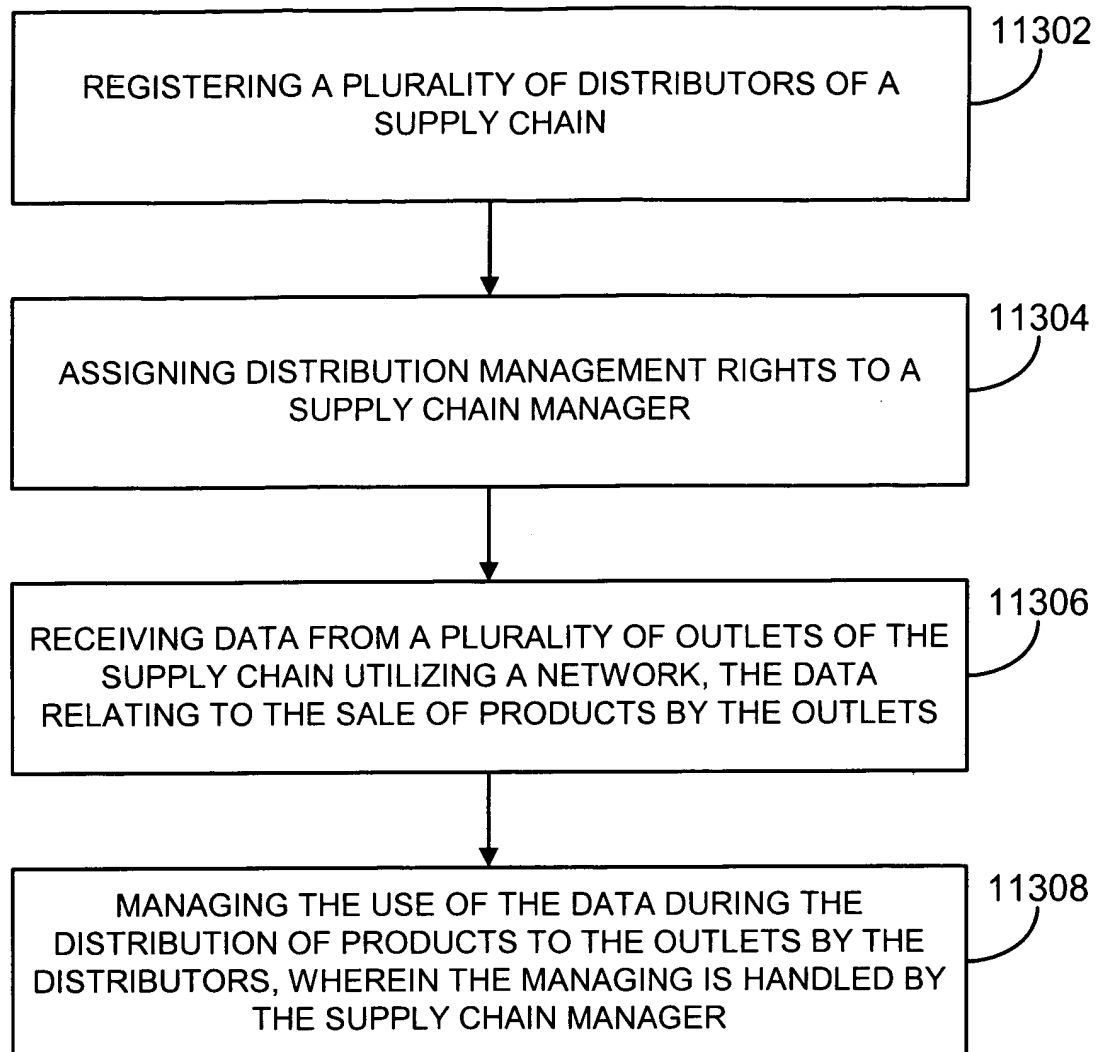 11302
REGISTERING A PLURALITY OF DISTRIBUTORS OF A
SUPPLY CHAIN
11304
ASSIGNING DISTRIBUTION MANAGEMENT RIGHTS TO A
SUPPLY CHAIN MANAGER
11306
RECEIVING DATA FROM A PLURALITY OF OUTLETS OF THE
SUPPLY CHAIN UTILIZING A NETWORK, THE DATA
RELATING TO THE SALE OF PRODUCTS BY THE OUTLETS
11308
MANAGING THE USE OF THE DATA DURING THE
DISTRIBUTION OF PRODUCTS TO THE OUTLETS BY THE
DISTRIBUTORS, WHEREIN THE MANAGING IS HANDLED BY
THE SUPPLY CHAIN MANAGER